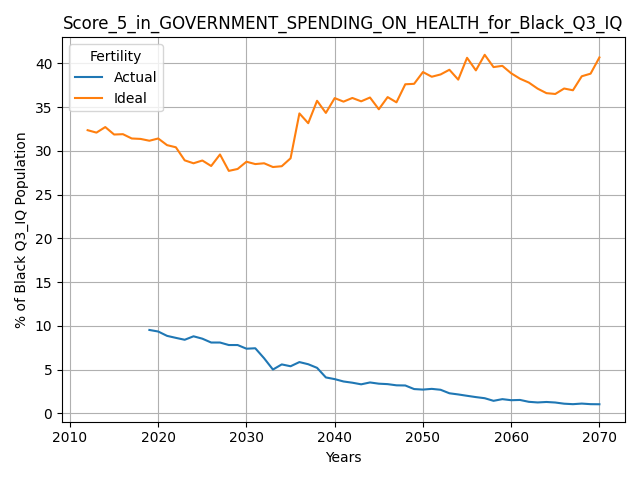 Score_5_in_GOVERNMENT_SPENDING_ON_HEALTH_for_Black_Q3_IQ
Fertility
Actual
Ideal
% of Black Q3_IQ Population
40
35
30
25
20
15
10
5
0
2010 2020 2030 2040 2050 2060 2070
Years